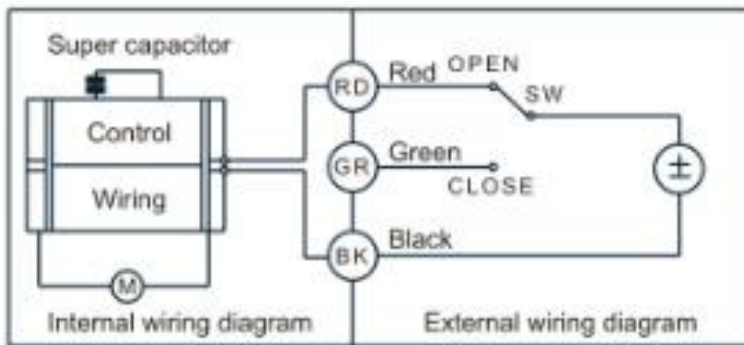 Super capacitor
Control
Wiring
M
Internal wiring diagram
RD
GR
BK
Red
OPEN
SW
Green
CLOSE
Black
±
External wiring diagram